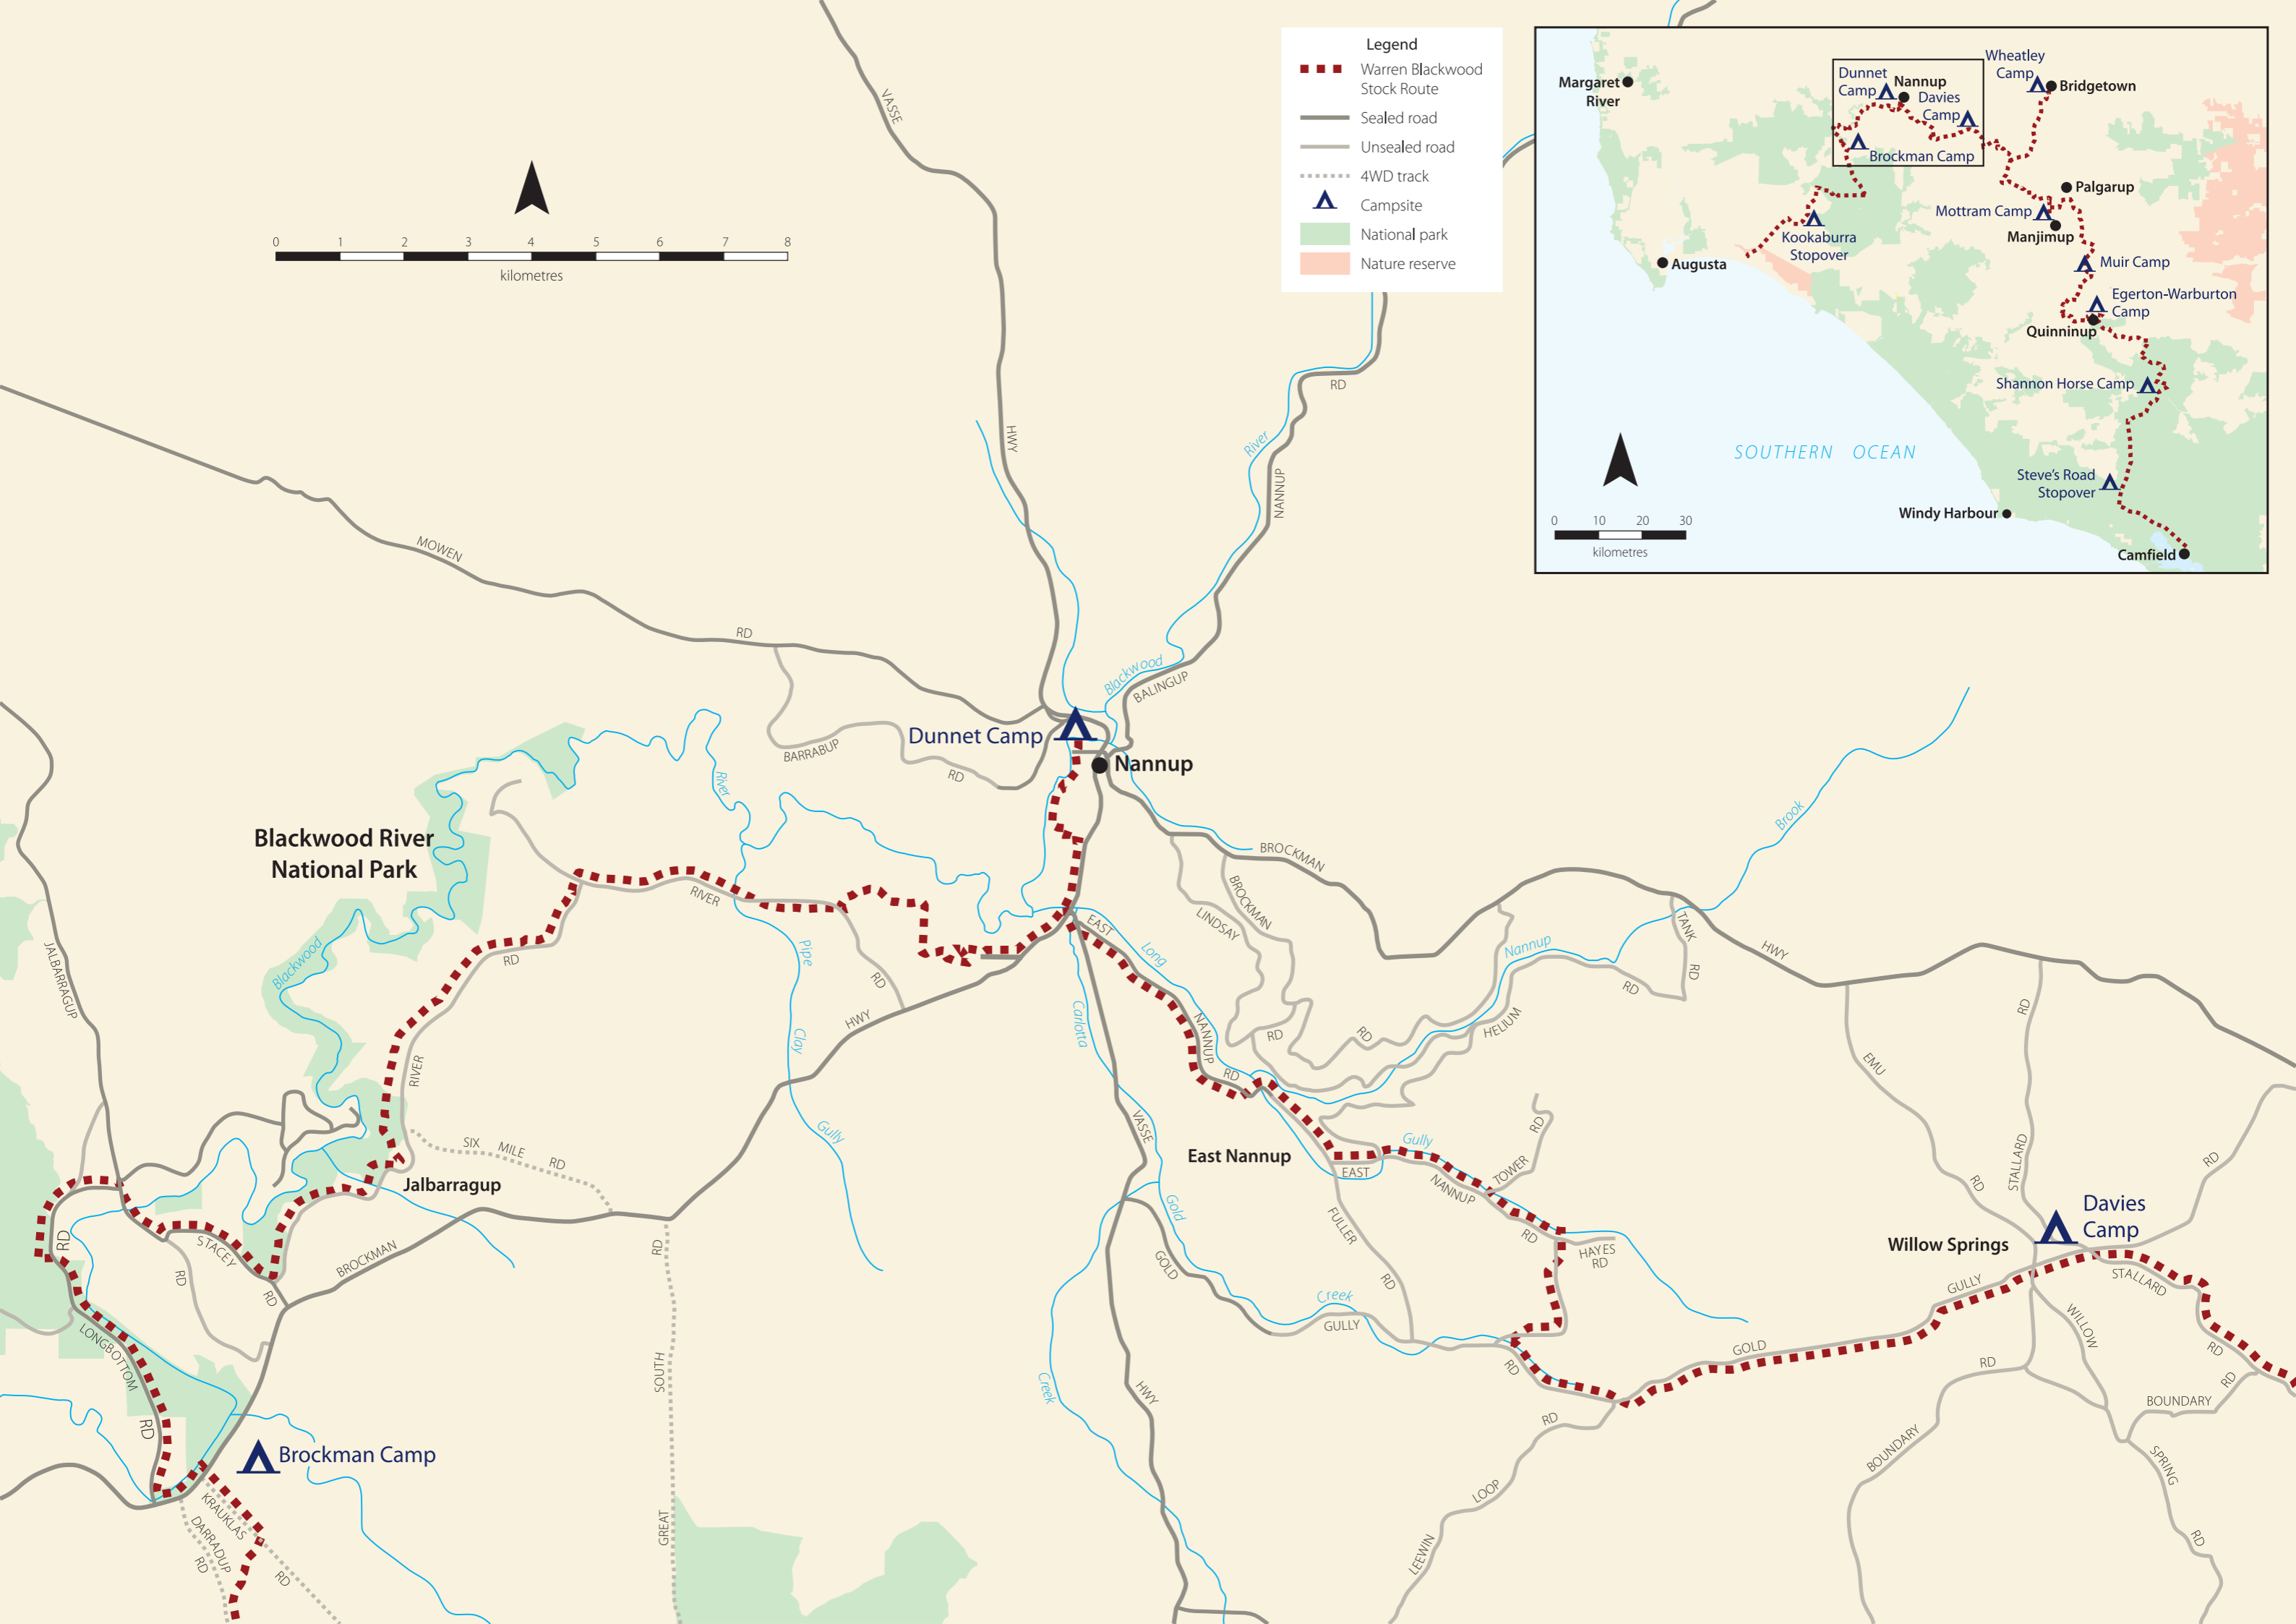 Legend
Warren Blackwood
Stock Route
Sealed road
Unsealed road
4WD track
Campsite
National park
Nature reserve
0 1 2 3 4 5 6 7 8
kilometres
Margaret
River
Dunnet
Camp
Nannup
Davies
Camp
Wheatley
Camp
Bridgetown
Brockman Camp
Palgarup
Mottram Camp
Manjimup
Kookaburra
Stopover
Augusta
Muir Camp
Egerton-Warburton
Camp
Quinninup
Shannon Horse Camp
SOUTHERN OCEAN
Steve's Road
Stopover
Windy Harbour
Camfield
0 10 20 30
kilometres
VASSE
HWY
RD
River
NANNUP
MOWEN
RD
Blackwood
BALINGUP
BARRABUP
RD
Dunnet Camp
Nannup
River
Blackwood River
National Park
Brook
BROCKMAN
BROCKMAN
LINDSAY
RD
RD
RIVER
RD
RD
Blackwood
JALBARRAGUP
Pipe
Clay
Gully
EAST
Long
NANNUP
RD
Carlotta
HWY
Nannup
HELIUM
RD
TANK
RD
HWY
EMU
RD
RD
STALLARD
RD
RIVER
SIX MILE RD
Jalbarragup
VASSE
East Nannup
EAST
Gully
NANNUP
TOWER
RD
RD
HAYES
RD
FULLER
RD
Gold
GOLD
Creek
GULLY
RD
Davies
Camp
Willow Springs
GULLY
GOLD
STALLARD
RD
WILLOW
RD
BOUNDARY
RD
BOUNDARY
SPRING
RD
RD
STACEY
RD
RD
BROCKMAN
RD
SOUTH
GREAT
LONGBOTTOM
RD
Brockman Camp
KRAUKLAS
RD
DARRADUP
RD
Creek
HWY
RD
LOOP
LEEWIN